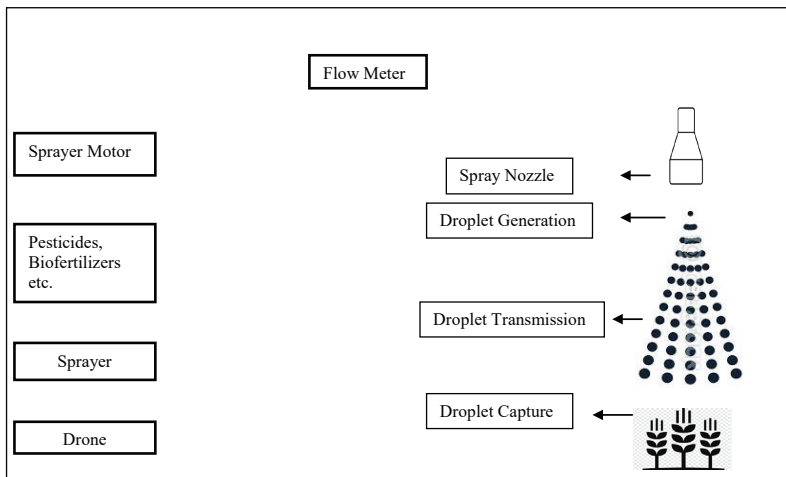 Flow Meter
Sprayer Motor
Spray Nozzle
Droplet Generation
Pesticides,
Biofertilizers
etc.
Droplet Transmission
Sprayer
Droplet Capture
Drone